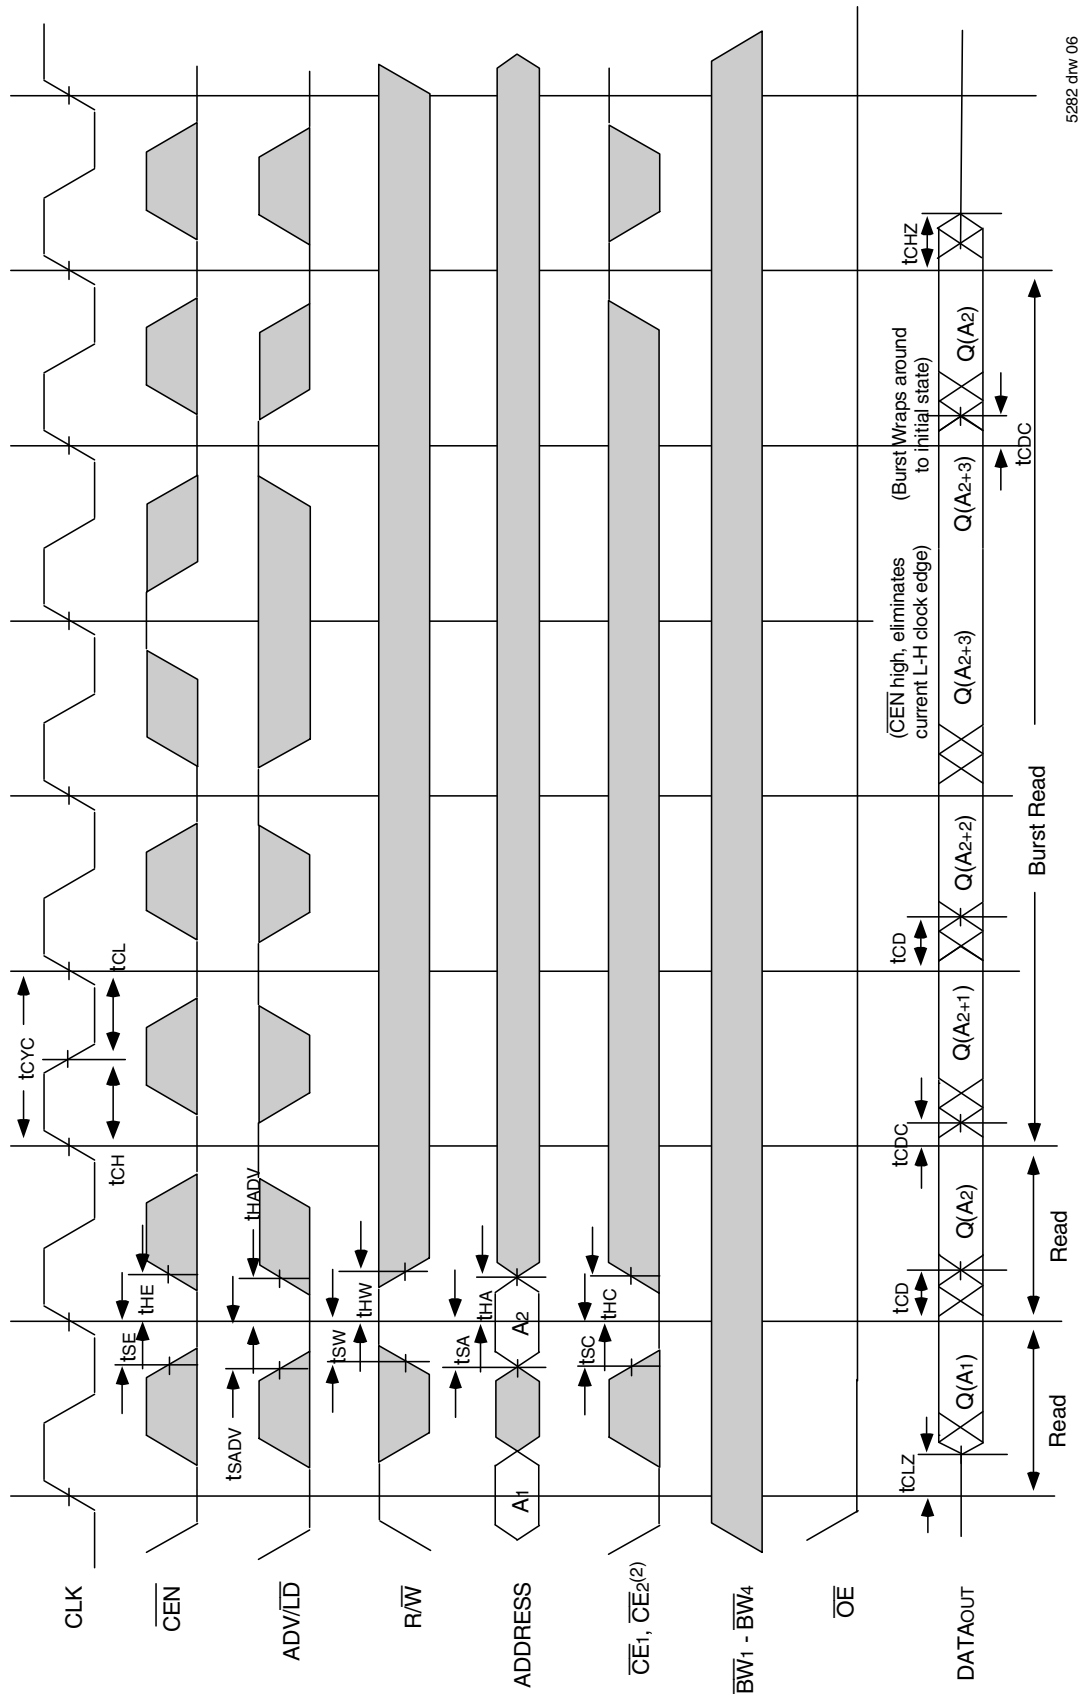 tCYC
CLK
tCH
tCL
tSE
tHE
CEN
tSADV
tHADV
ADV/LD
tSW
tHW
R/W
tSA
tHA
ADDRESS
A1
A2
tSC
tHC
CE1, CE2(2)
BW1 - BW4
OE
(CEN high, eliminates
current L-H clock edge)
(Burst Wraps around
to initial state)
tCLZ
tCD
tCDC
tCD
tCHZ
DATAOUT
Q(A1)
Q(A2)
Q(A2+1)
Q(A2+2)
Q(A2+3)
Q(A2+3)
Q(A2)
tCDC
Read
Read
Burst Read
5282 drw 06